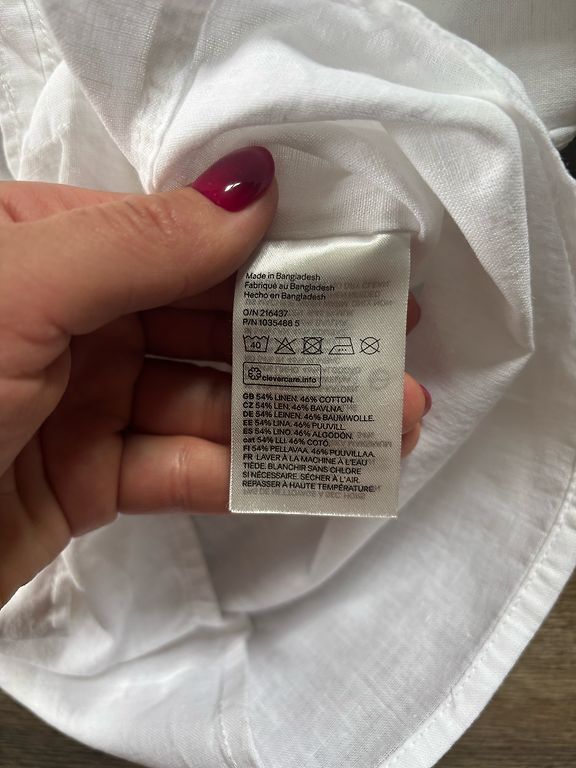 Made in Bangladesh
Fabriqué au Bangladesh
Hecho en Bangladesh
O/N 216437
P/N 1035486 5
40
clevercare.info
GB 54% LINEN. 46% COTTON.
CZ 54% LEN. 46% BAVLNA.
DE 54% LEINEN. 46% BAUMWOLLE.
EE 54% LINA. 46% PUUVILL.
ES 54% LINO. 46% ALGODÓN.
cat 54% LLI. 46% COTÓ.
FI 54% PELLAVAA. 46% PUUVILLAA.
FR LAVER À LA MACHINE À L'EAU
TIÈDE. BLANCHIR SANS CHLORE
SI NÉCESSAIRE. SÉCHER À L'AIR.
REPASSER À HAUTE TEMPÉRATURE